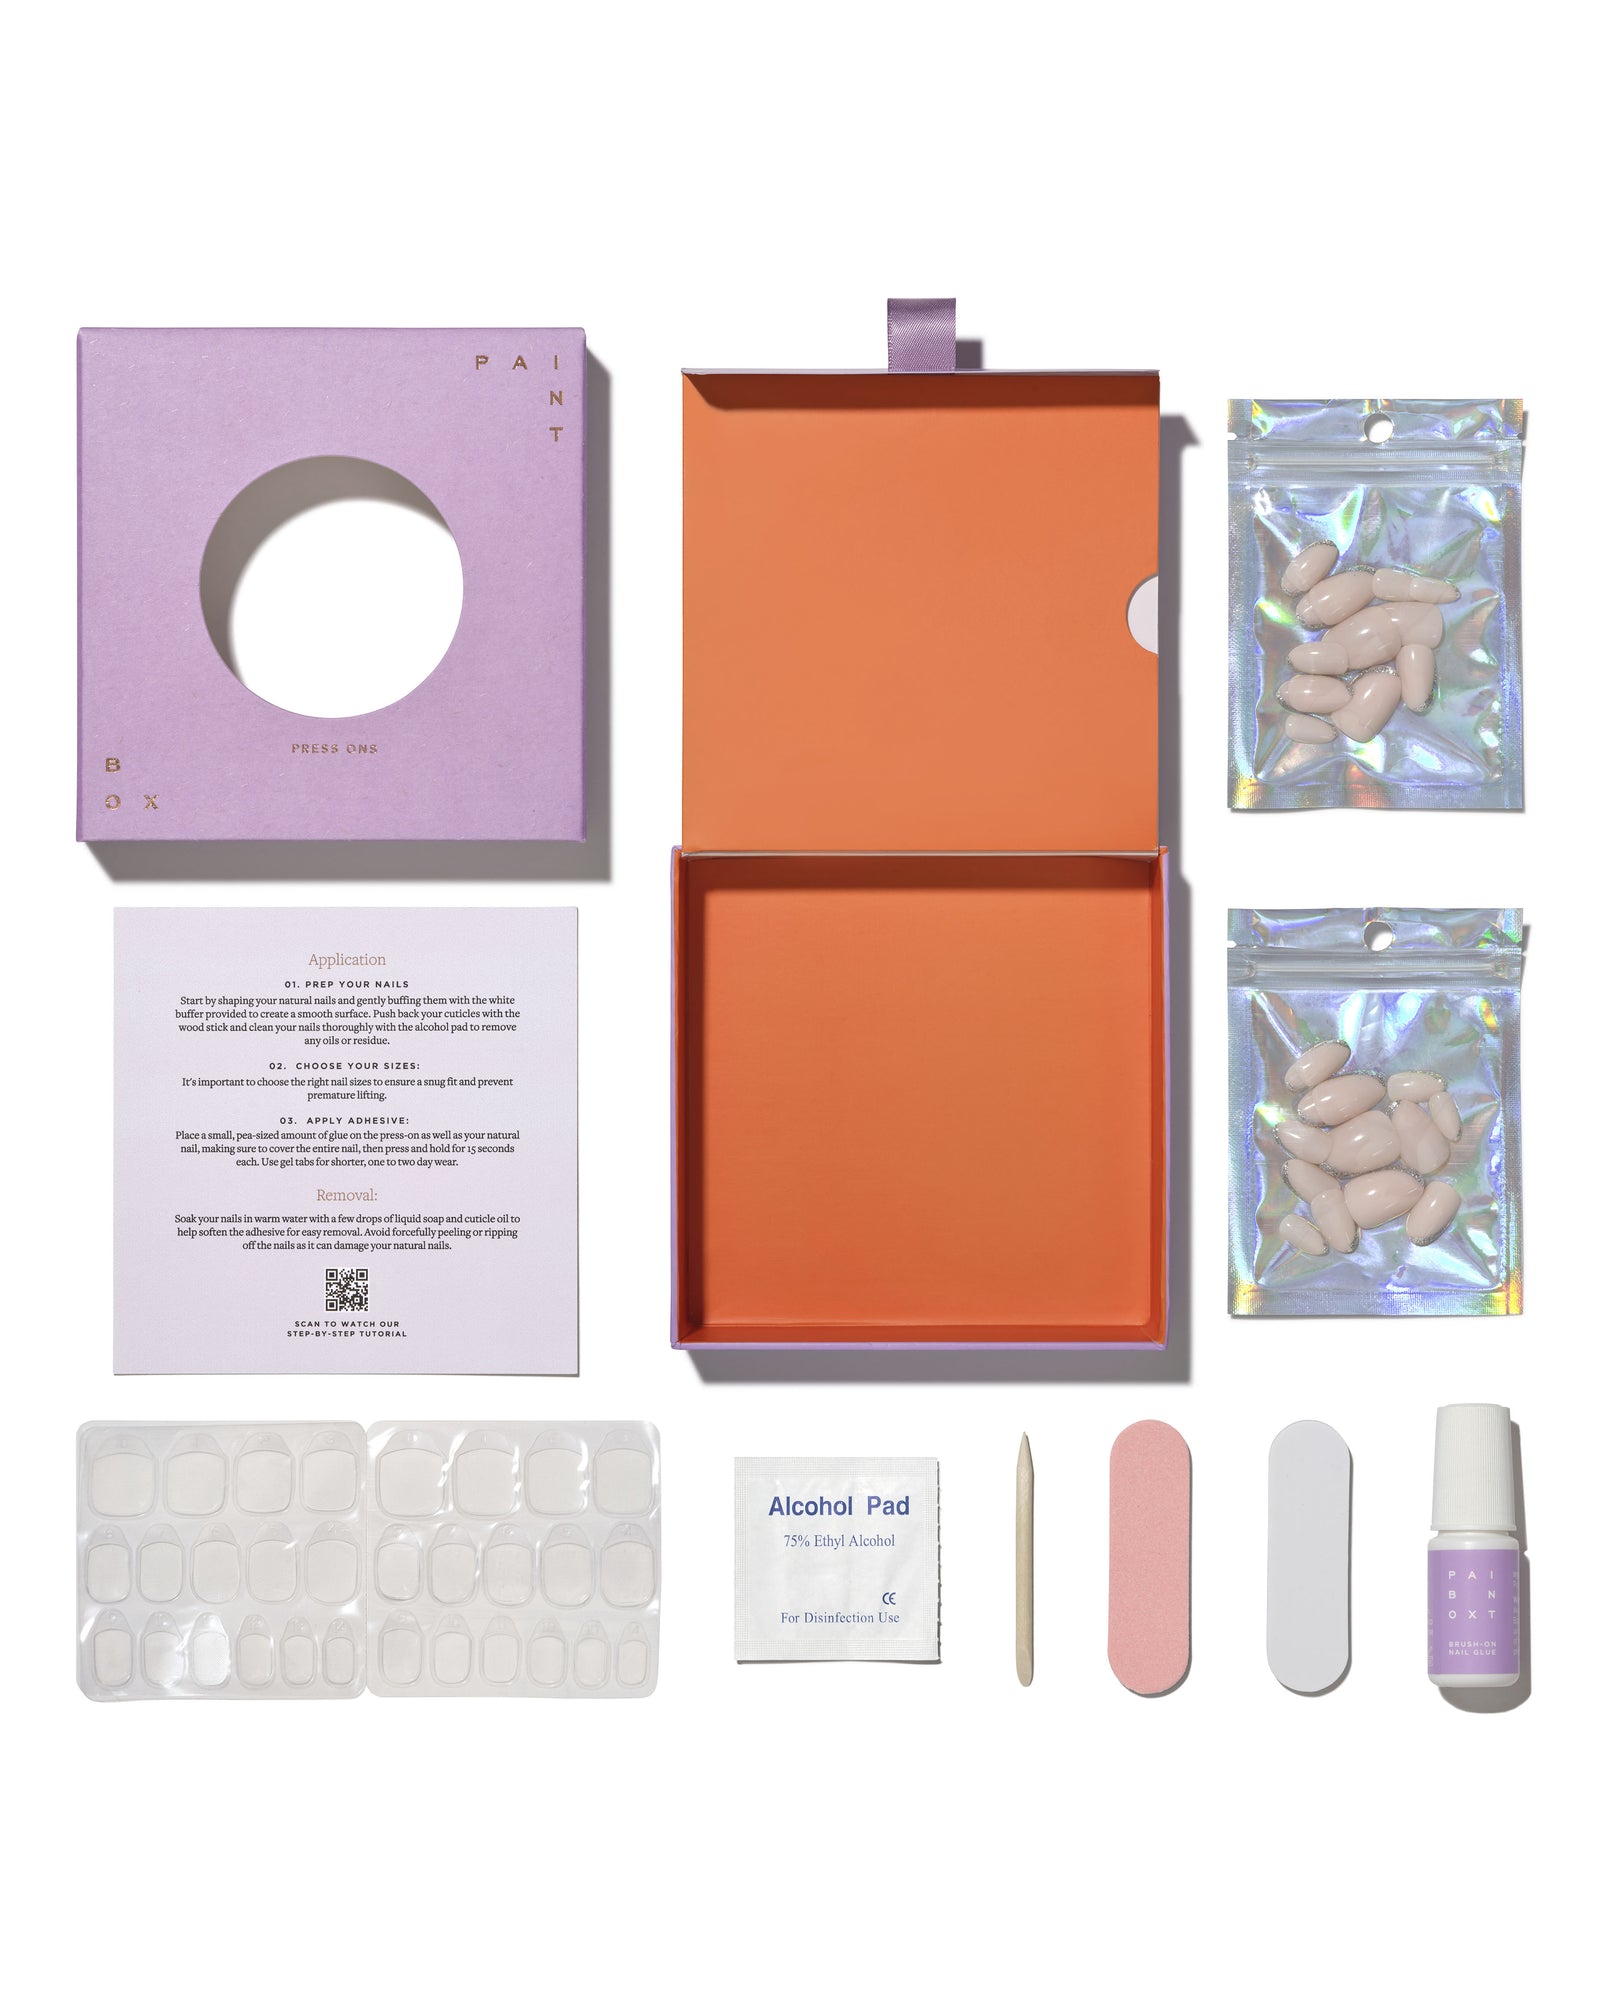 PAI
N
T
PRESS ONS
B
OX
Application
01. PREP YOUR NAILS
Start by shaping your natural nails and gently buffing them with the white
buffer provided to create a smooth surface. Push back your cuticles with the
wood stick and clean your nails thoroughly with the alcohol pad to remove
any oils or residue.
02. CHOOSE YOUR SIZES:
It's important to choose the right nail sizes to ensure a snug fit and prevent
premature lifting.
03. APPLY ADHESIVE:
Place a small, pea-sized amount of glue on the press-on as well as your natural
nail, making sure to cover the entire nail, then press and hold for 15 seconds
each. Use gel tabs for shorter, one to two day wear.
Removal:
Soak your nails in warm water with a few drops of liquid soap and cuticle oil to
help soften the adhesive for easy removal. Avoid forcefully peeling or ripping
off the nails as it can damage your natural nails.
SCAN TO WATCH OUR
STEP-BY-STEP TUTORIAL
Alcohol Pad
75% Ethyl Alcohol
CE
For Disinfection Use
PAI
BN
OXT
BRUSH-ON
NAIL GLUE